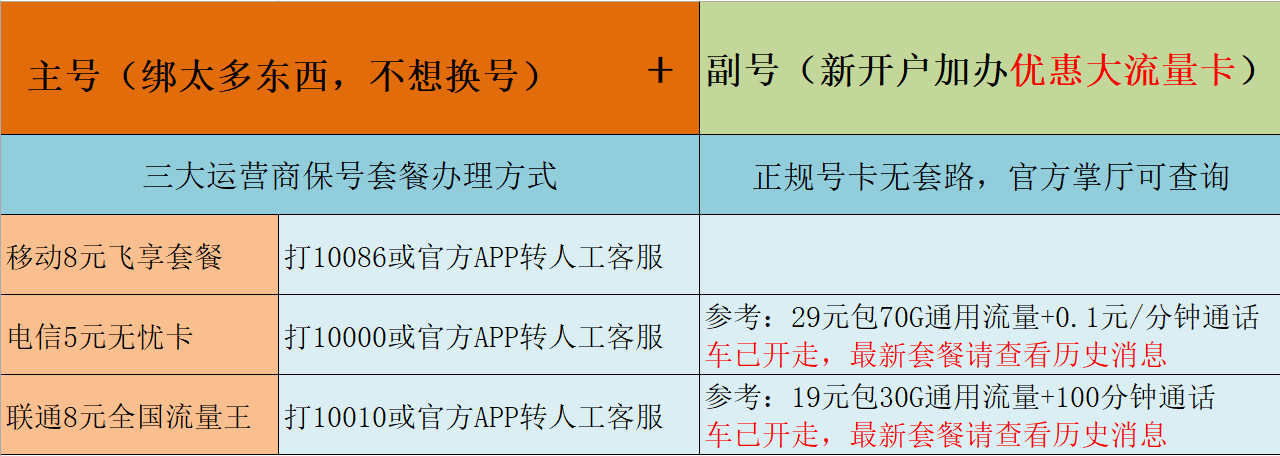 主号（绑太多东西，不想换号） +
副号（新开户加办优惠大流量卡）
三大运营商保号套餐办理方式
正规号卡无套路，官方掌厅可查询
移动8元飞享套餐
打10086或官方APP转人工客服
电信5元无忧卡
打10000或官方APP转人工客服
参考：29元包70G通用流量+0.1元/分钟通话
车已开走，最新套餐请查看历史消息
联通8元全国流量王
打10010或官方APP转人工客服
参考：19元包30G通用流量+100分钟通话
车已开走，最新套餐请查看历史消息